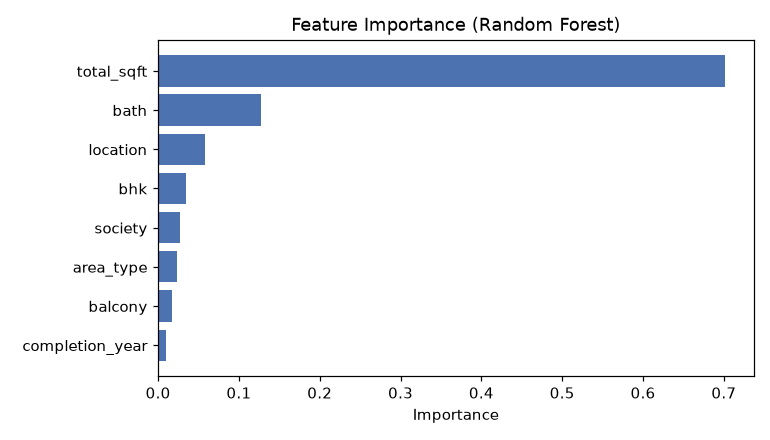 Feature Importance (Random Forest)
total_sqft
bath
location
bhk
society
area_type
balcony
completion_year
0.0 0.1 0.2 0.3 0.4 0.5 0.6 0.7
Importance